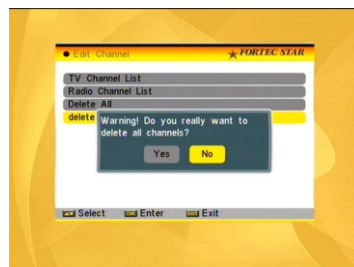 Edit Channel
FORTEC STAR
TV Channel List
Radio Channel List
Delete All
delete
Warning! Do you really want to
delete all channels?
Yes
No
Select
Enter
Exit